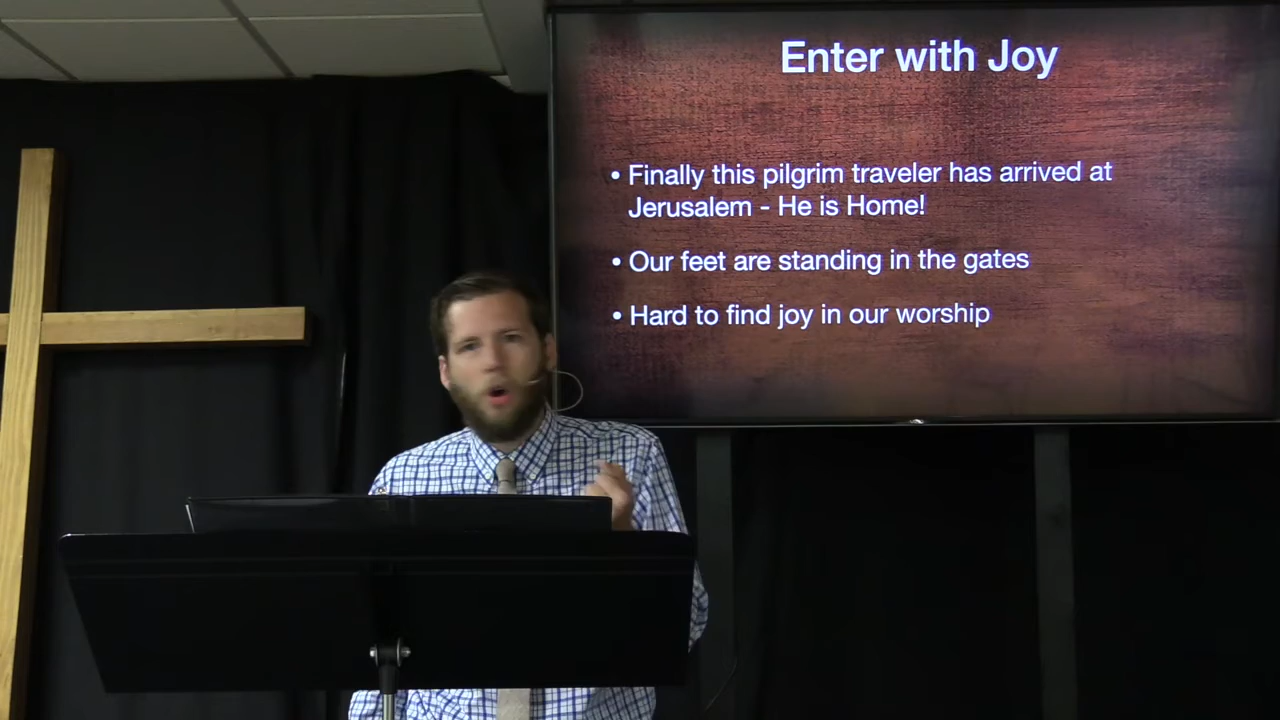 Enter with Joy
• Finally this pilgrim traveler has arrived at
Jerusalem - He is Home!
• Our feet are standing in the gates
• Hard to find joy in our worship